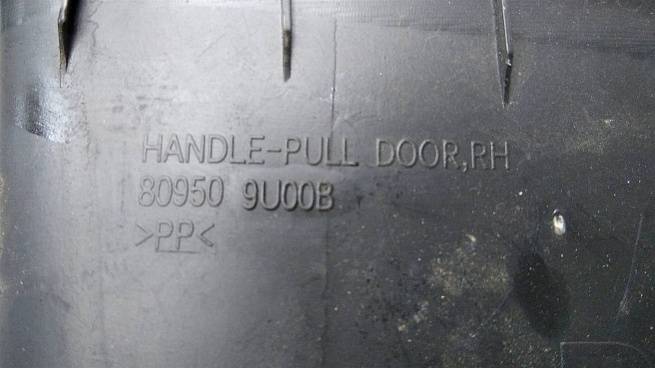 HANDLE-PULL DOOR,RH
80950 9U00B
>PP<